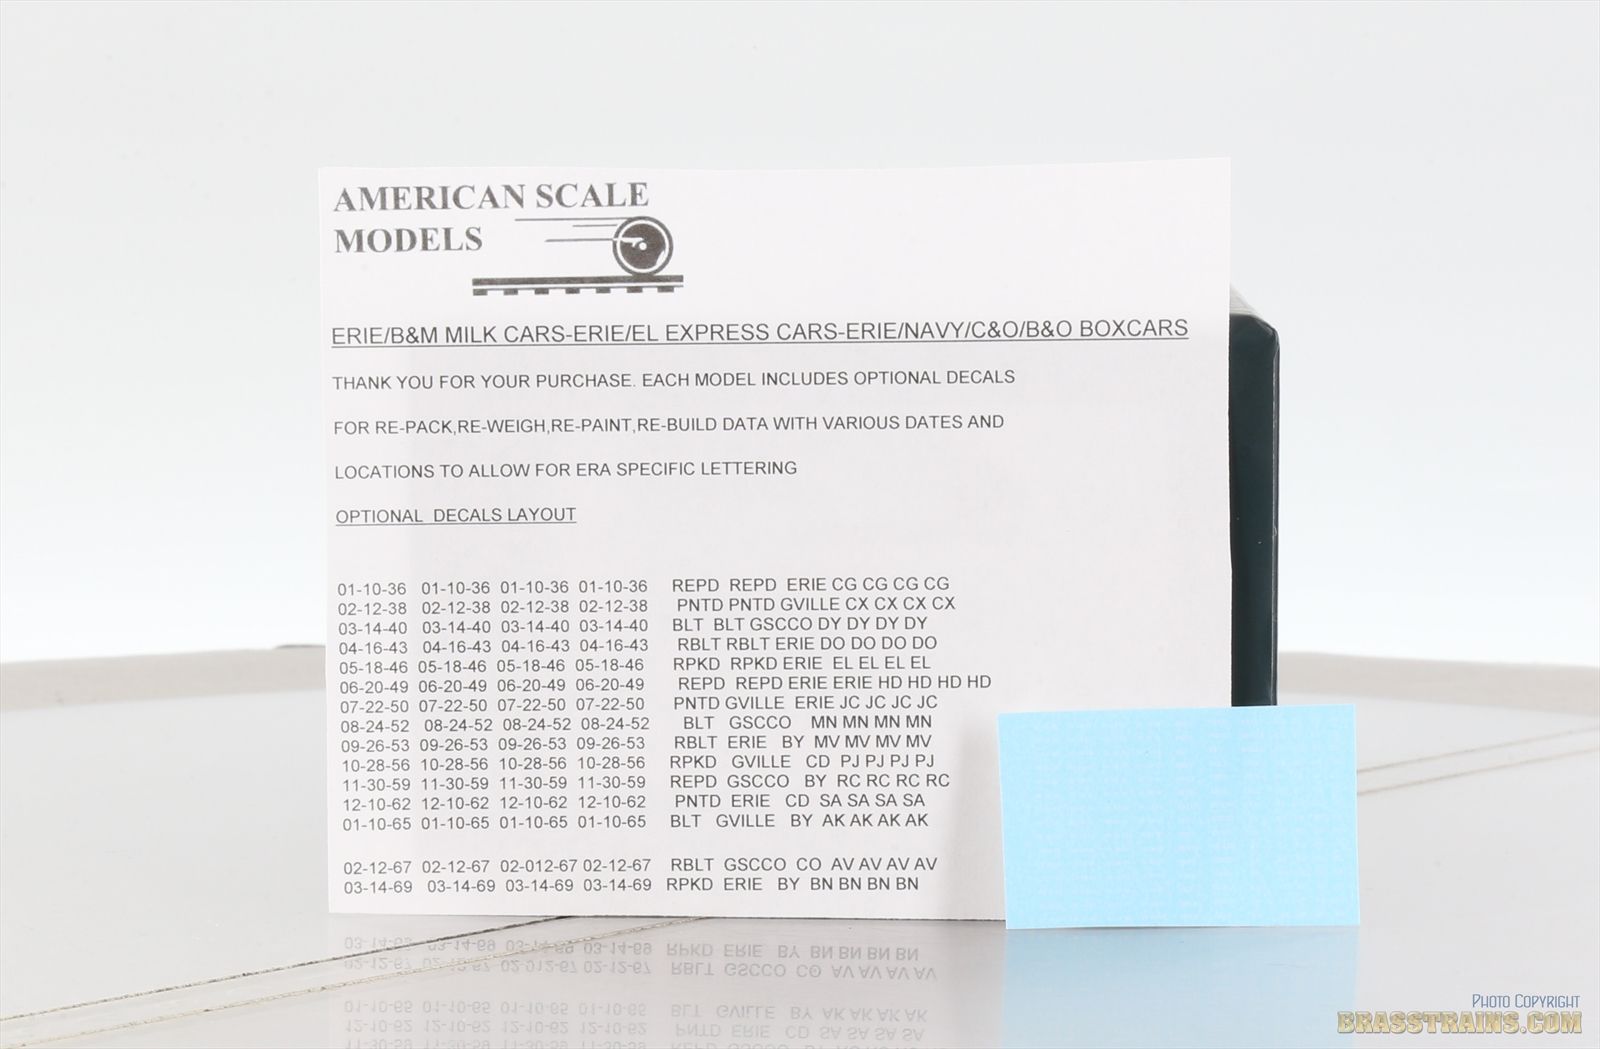 AMERICAN SCALE
MODELS
ERIE/B&M MILK CARS-ERIE/EL EXPRESS CARS-ERIE/NAVY/C&O/B&O BOXCARS
THANK YOU FOR YOUR PURCHASE. EACH MODEL INCLUDES OPTIONAL DECALS
FOR RE-PACK,RE-WEIGH,RE-PAINT,RE-BUILD DATA WITH VARIOUS DATES AND
LOCATIONS TO ALLOW FOR ERA SPECIFIC LETTERING
OPTIONAL DECALS LAYOUT
01-10-36 01-10-36 01-10-36 01-10-36 REPD REPD ERIE CG CG CG CG
02-12-38 02-12-38 02-12-38 02-12-38 PNTD PNTD GVILLE CX CX CX CX
03-14-40 03-14-40 03-14-40 03-14-40 BLT BLT GSCCO DY DY DY DY
04-16-43 04-16-43 04-16-43 04-16-43 RBLT RBLT ERIE DO DO DO DO
05-18-46 05-18-46 05-18-46 05-18-46 RPKD RPKD ERIE EL EL EL EL
06-20-49 06-20-49 06-20-49 06-20-49 REPD REPD ERIE ERIE HD HD HD HD
07-22-50 07-22-50 07-22-50 07-22-50 PNTD GVILLE ERIE JC JC JC JC
08-24-52 08-24-52 08-24-52 08-24-52 BLT GSCCO MN MN MN MN
09-26-53 09-26-53 09-26-53 09-26-53 RBLT ERIE BY MV MV MV MV
10-28-56 10-28-56 10-28-56 10-28-56 RPKD GVILLE CD PJ PJ PJ PJ
11-30-59 11-30-59 11-30-59 11-30-59 REPD GSCCO BY RC RC RC RC
12-10-62 12-10-62 12-10-62 12-10-62 PNTD ERIE CD SA SA SA SA
01-10-65 01-10-65 01-10-65 01-10-65 BLT GVILLE BY AK AK AK AK
02-12-67 02-12-67 02-012-67 02-12-67 RBLT GSCCO CO AV AV AV AV
03-14-69 03-14-69 03-14-69 03-14-69 RPKD ERIE BY BN BN BN BN
PHOTO COPYRIGHT
BRASSTRAINS.COM